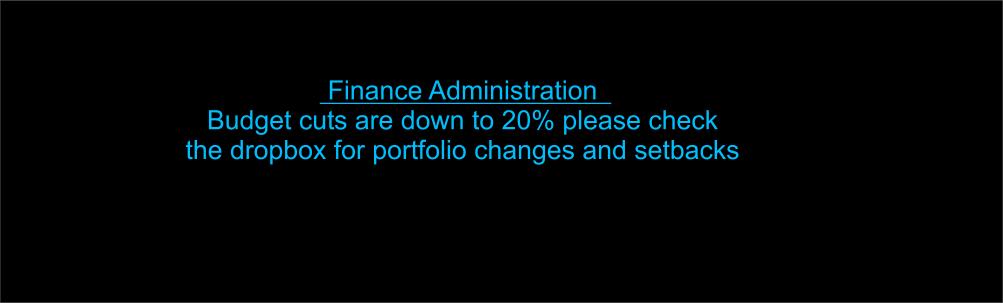 Finance Administration
Budget cuts are down to 20% please check
the dropbox for portfolio changes and setbacks